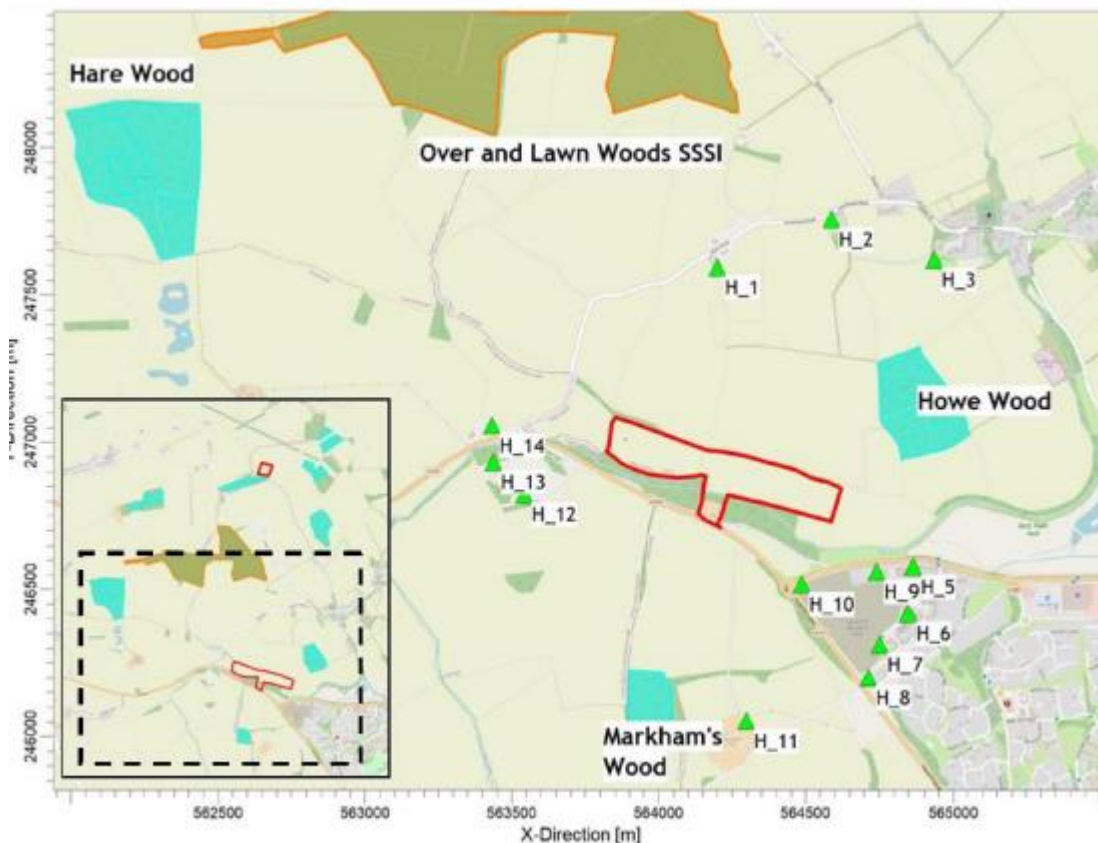 Hare Wood
Over and Lawn Woods SSSI
H_2
H_3
H_1
Howe Wood
H_14
H_13
H_12
H_9
H_5
H_10
H_6
H_7
H_8
H_11
Markham's
Wood
248000
247500
247000
246500
246000
562500
563000
563500
564000
564500
565000
X-Direction [m]